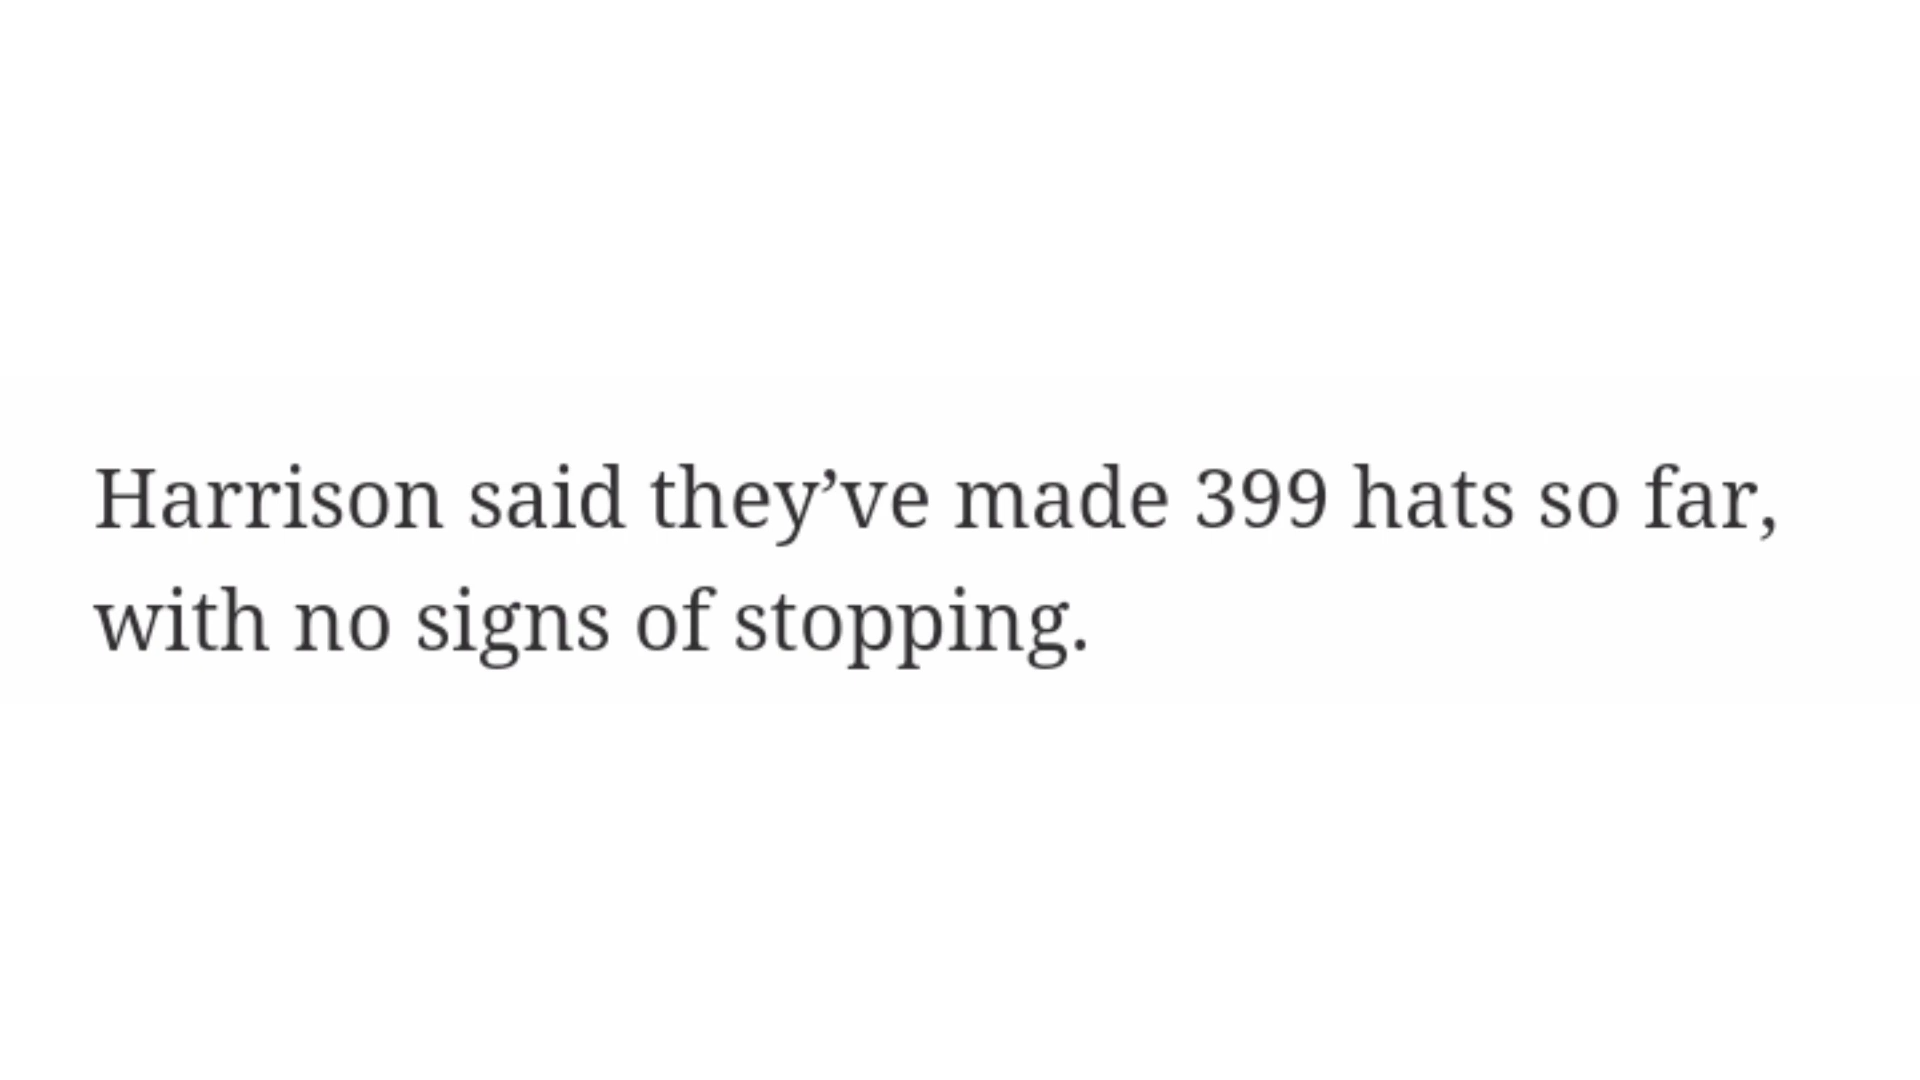 Harrison said they’ve made 399 hats so far,
with no signs of stopping.